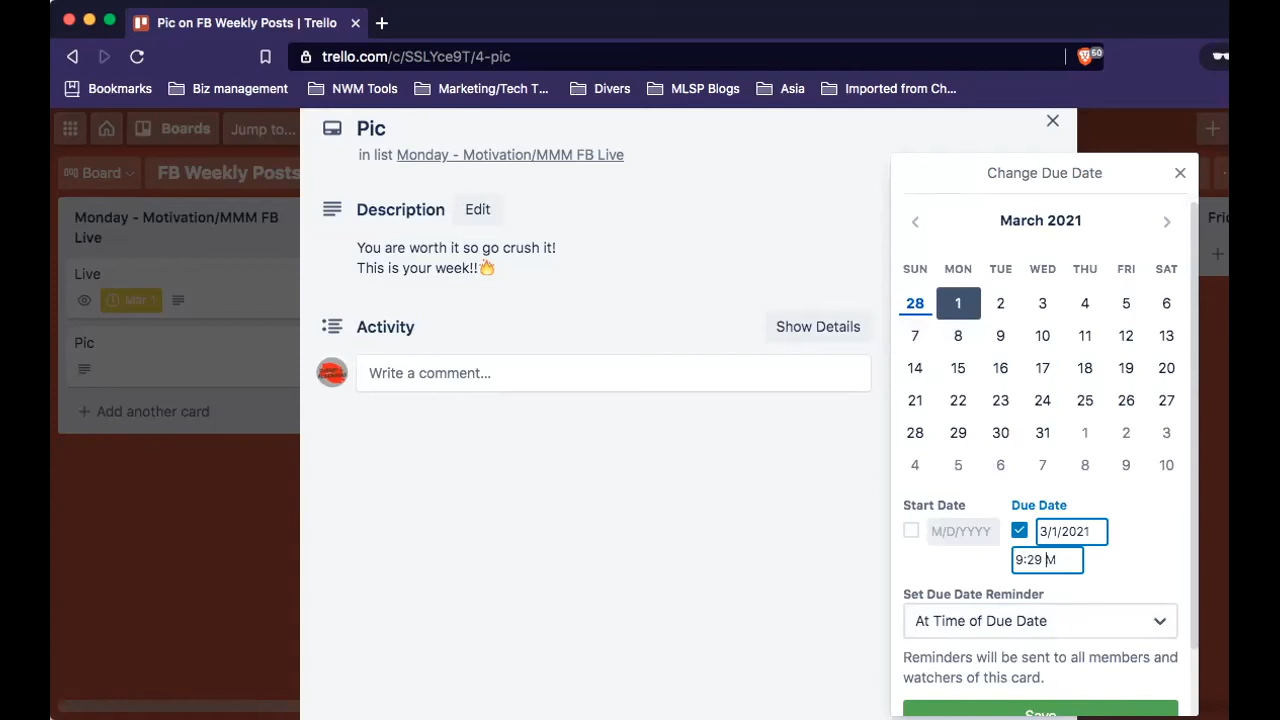 Pic on FB Weekly Posts | Trello
trello.com/c/SSLYce9T/4-pic
50
Bookmarks
Biz management
NWM Tools
Marketing/Tech T...
Divers
MLSP Blogs
Asia
Imported from Ch...
Boards
Jump to...
Board
FB Weekly Posts
Monday - Motivation/MMM FB
Live
Live
Mar 1
Pic
+ Add another card
Pic
in list Monday - Motivation/MMM FB Live
Description
Edit
You are worth it so go crush it!
This is your week!!🔥
Activity
Show Details
Write a comment...
Change Due Date
March 2021
SUN MON TUE WED THU FRI SAT
28 1 2 3 4 5 6
7 8 9 10 11 12 13
14 15 16 17 18 19 20
21 22 23 24 25 26 27
28 29 30 31 1 2 3
4 5 6 7 8 9 10
Start Date
Due Date
M/D/YYYY
3/1/2021
9:29 M
Set Due Date Reminder
At Time of Due Date
Reminders will be sent to all members and
watchers of this card.
Save
Fri